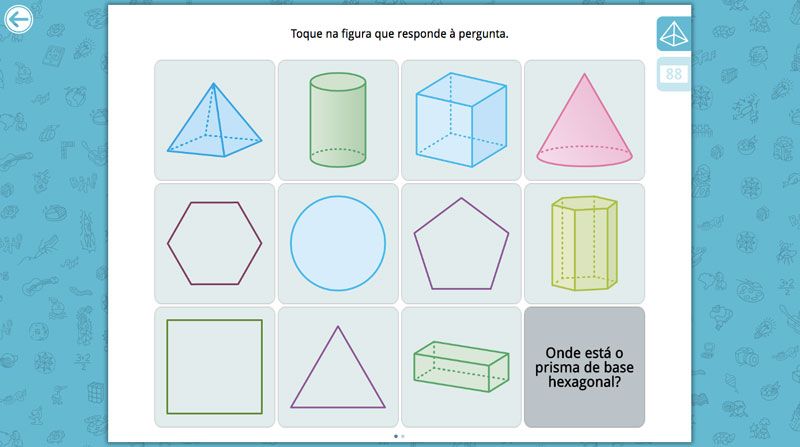 Toque na figura que responde à pergunta.
88
Onde está o
prisma de base
hexagonal?